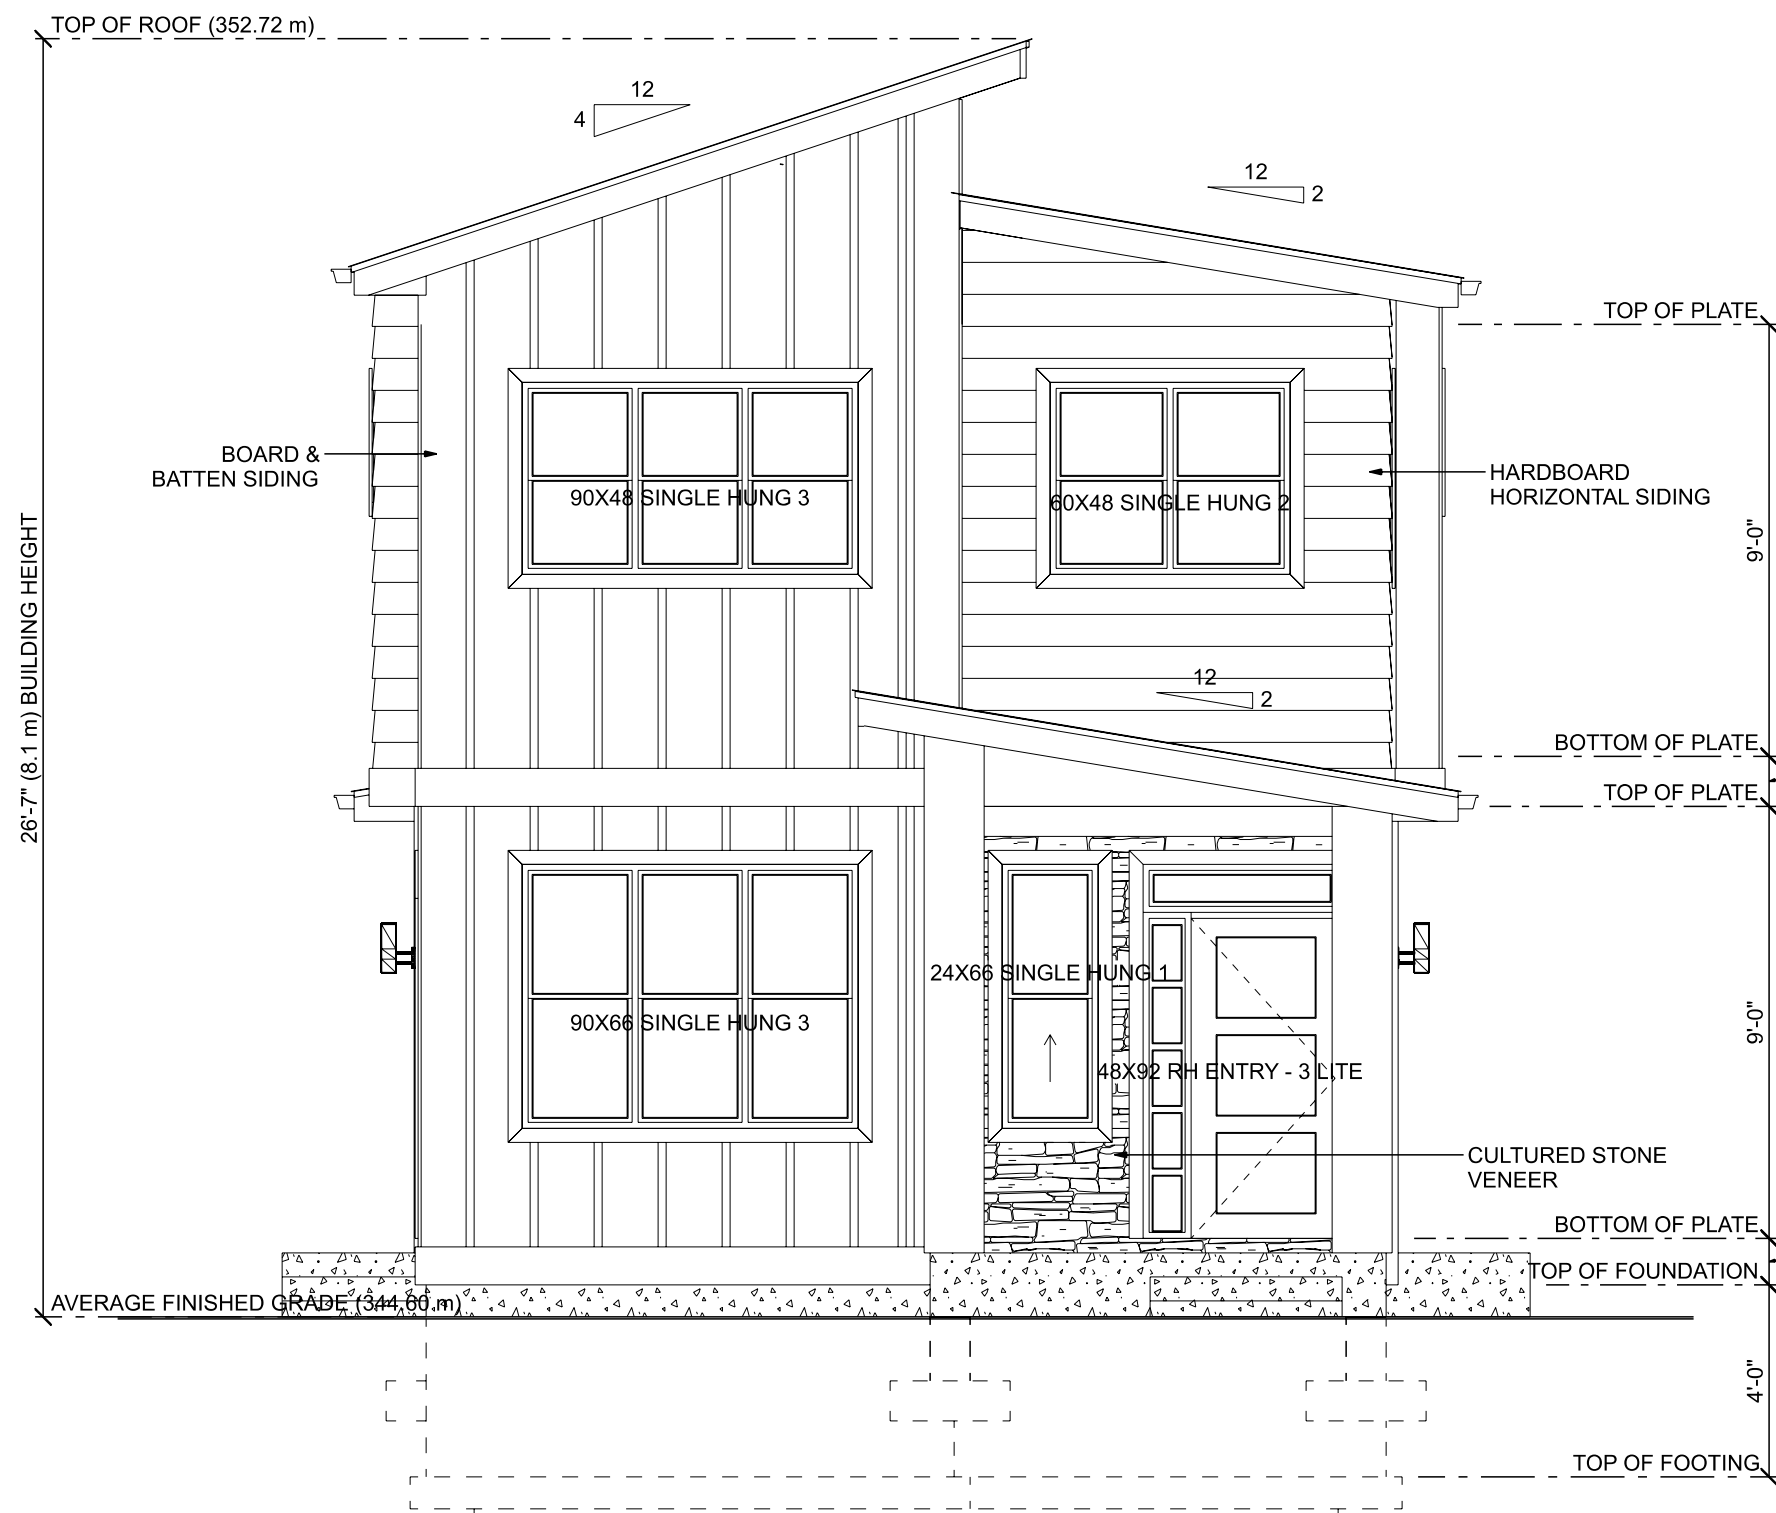 TOP OF ROOF (352.72 m)
12
4
12
2
TOP OF PLATE
BOARD &
BATTEN SIDING
90X48 SINGLE HUNG 3
60X48 SINGLE HUNG 2
HARDBOARD
HORIZONTAL SIDING
9'-0"
26'-7" (8.1 m) BUILDING HEIGHT
12
2
BOTTOM OF PLATE
TOP OF PLATE
24X66 SINGLE HUNG 1
90X66 SINGLE HUNG 3
9'-0"
48X92 RH ENTRY - 3 LITE
CULTURED STONE
VENEER
BOTTOM OF PLATE
TOP OF FOUNDATION
AVERAGE FINISHED GRADE (344.60 m)
4'-0"
TOP OF FOOTING